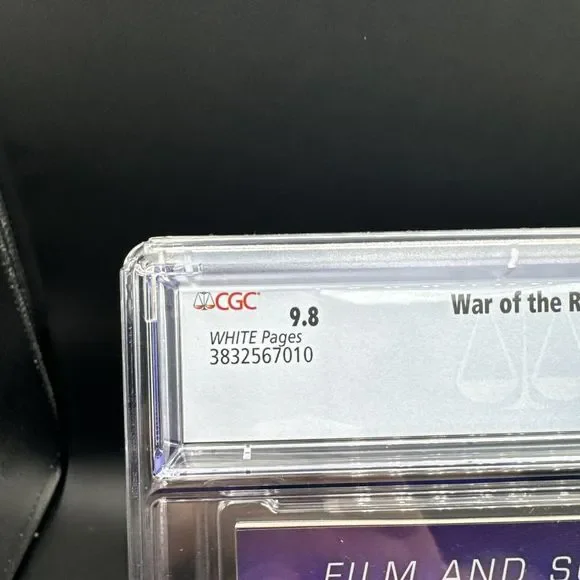 CGC
9.8
War of the R
WHITE Pages
3832567010
FILM AND S